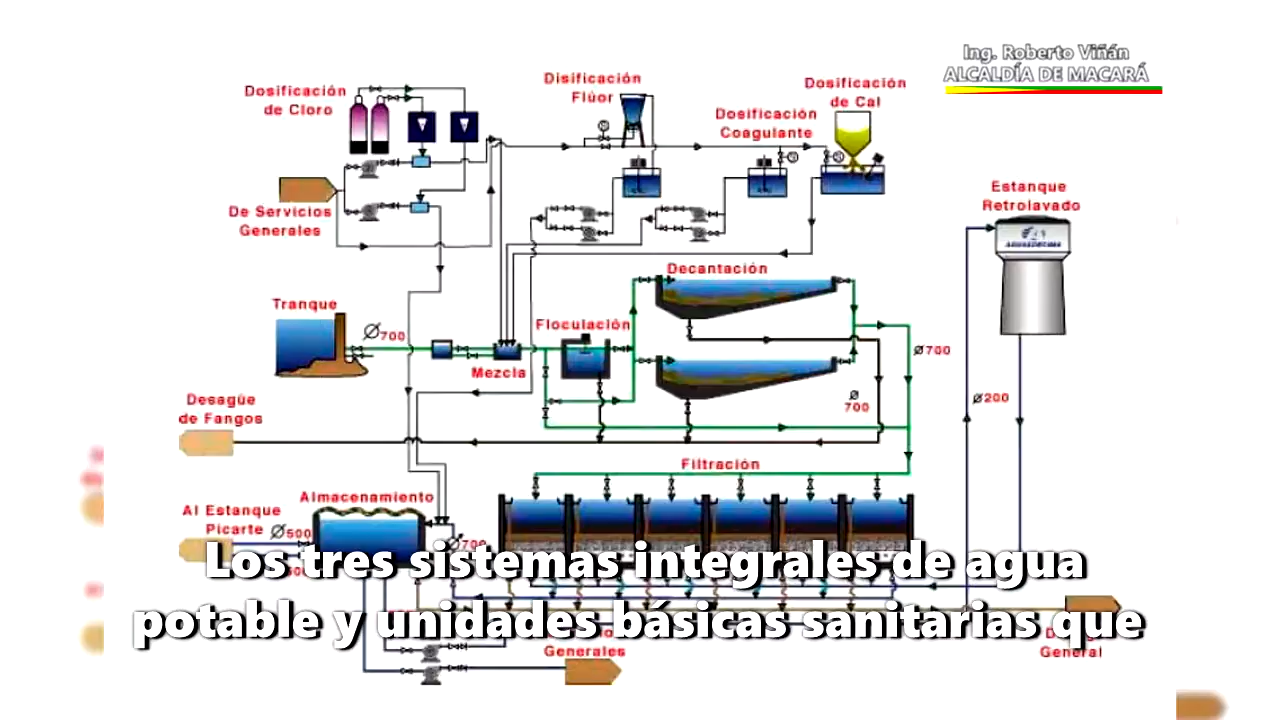 Ing. Roberto Viñán
ALCALDÍA DE MACARÁ
Dosificación
de Cloro
Disificación
Flúor
Dosificación
Coagulante
Dosificación
de Cal
De Servicios
Generales
Estanque
Retrolavado
Tranque
Ø700
Mezcla
Floculación
Decantación
Ø700
Ø
700
Ø200
Desagüe
de Fangos
Filtración
Al Estanque
Picarte
Ø500
Almacenamiento
Los tres sistemas integrales de agua
potable y unidades básicas sanitarias que
Generales
General